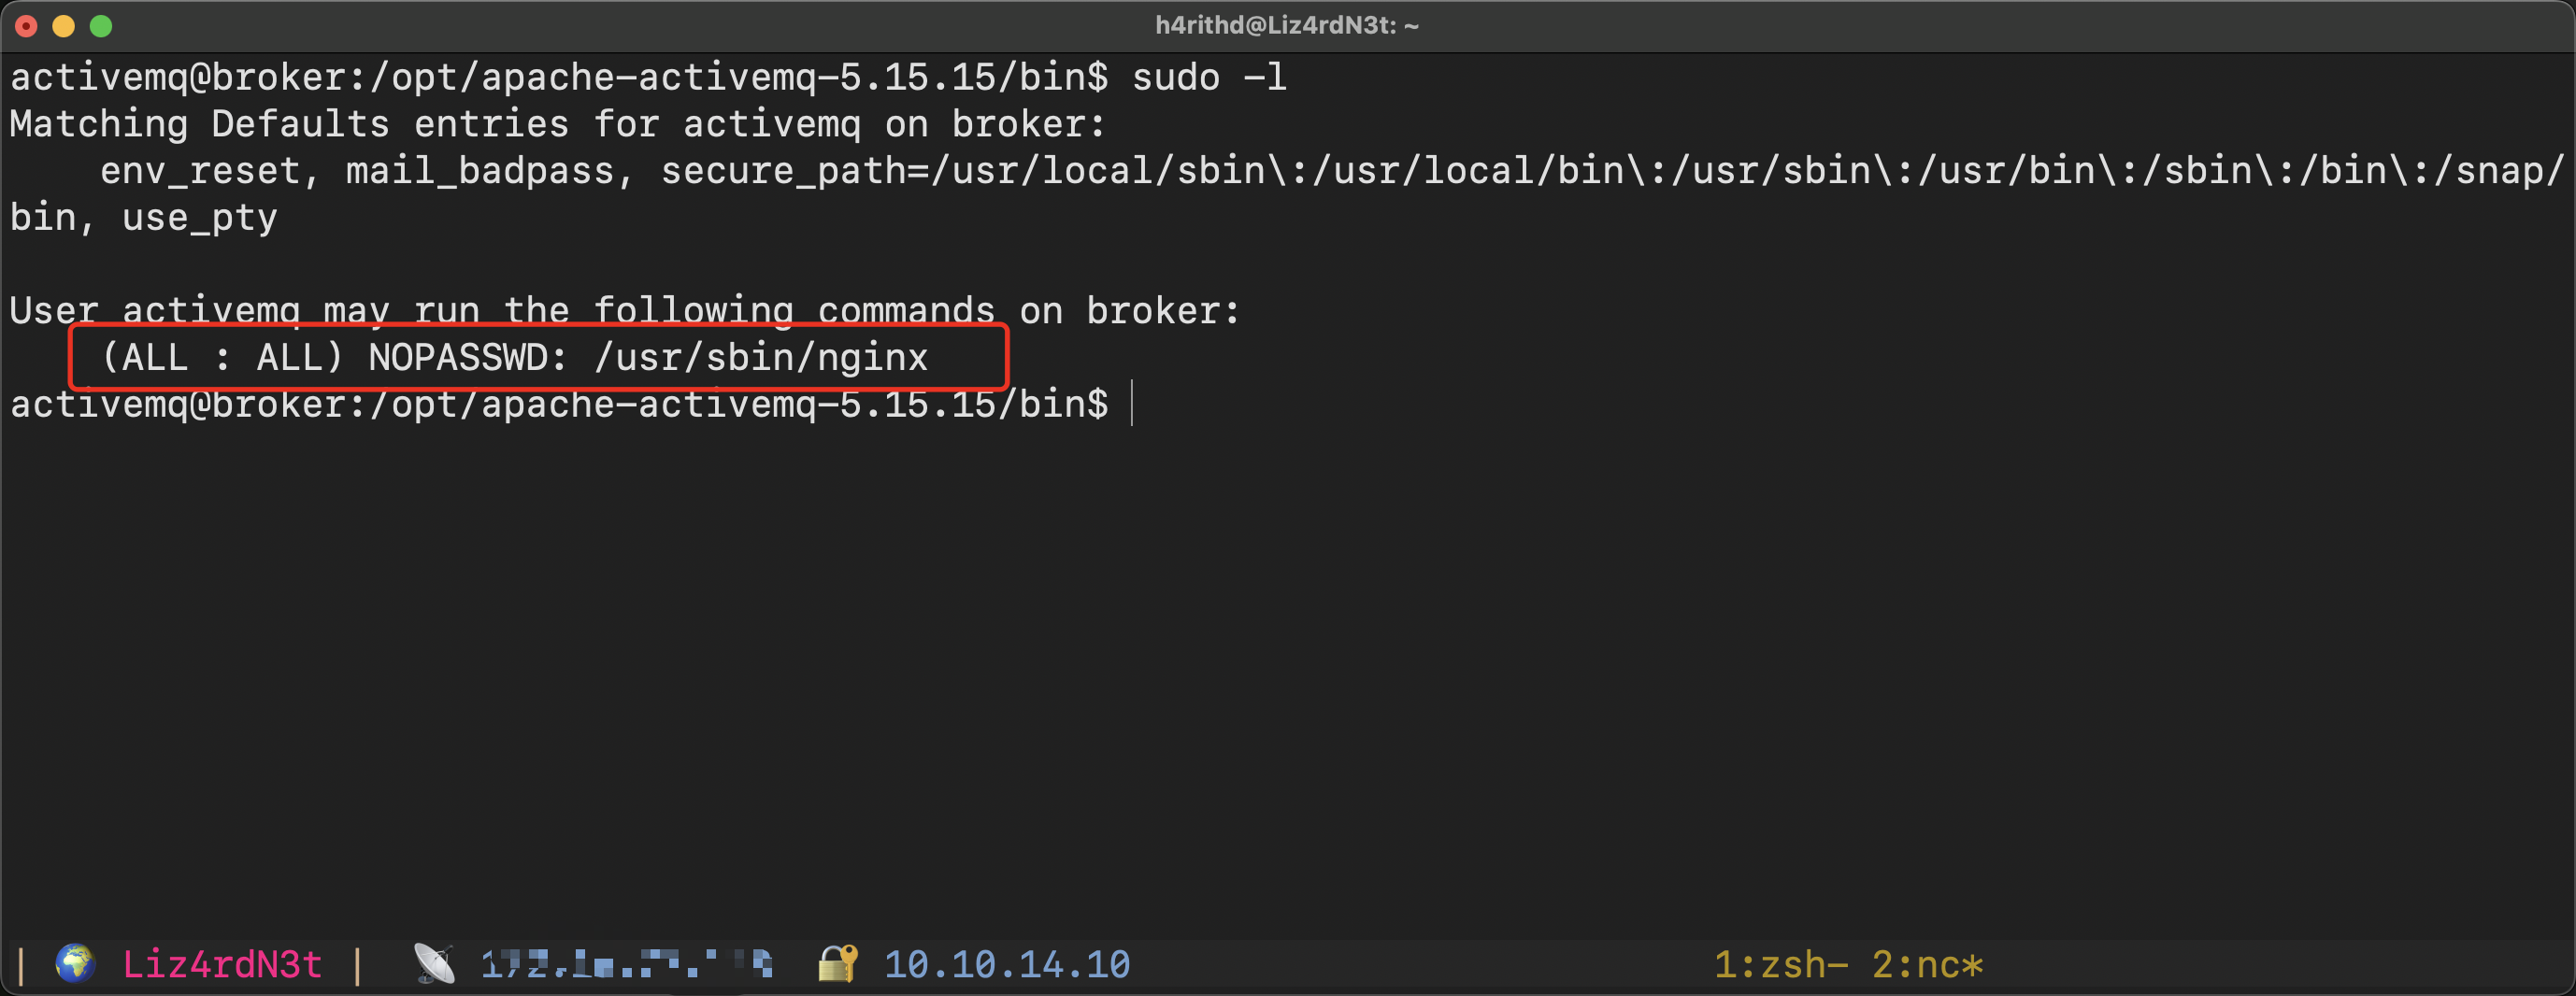 h4rithd@Liz4rdN3t: ~
activemq@broker:/opt/apache-activemq-5.15.15/bin$ sudo -l
Matching Defaults entries for activemq on broker:
    env_reset, mail_badpass, secure_path=/usr/local/sbin\:/usr/local/bin\:/usr/sbin\:/usr/bin\:/sbin\:/bin\:/snap/
bin, use_pty
User activemq may run the following commands on broker:
    (ALL : ALL) NOPASSWD: /usr/sbin/nginx
activemq@broker:/opt/apache-activemq-5.15.15/bin$
| Liz4rdN3t | 10.10.14.10 1:zsh- 2:nc*